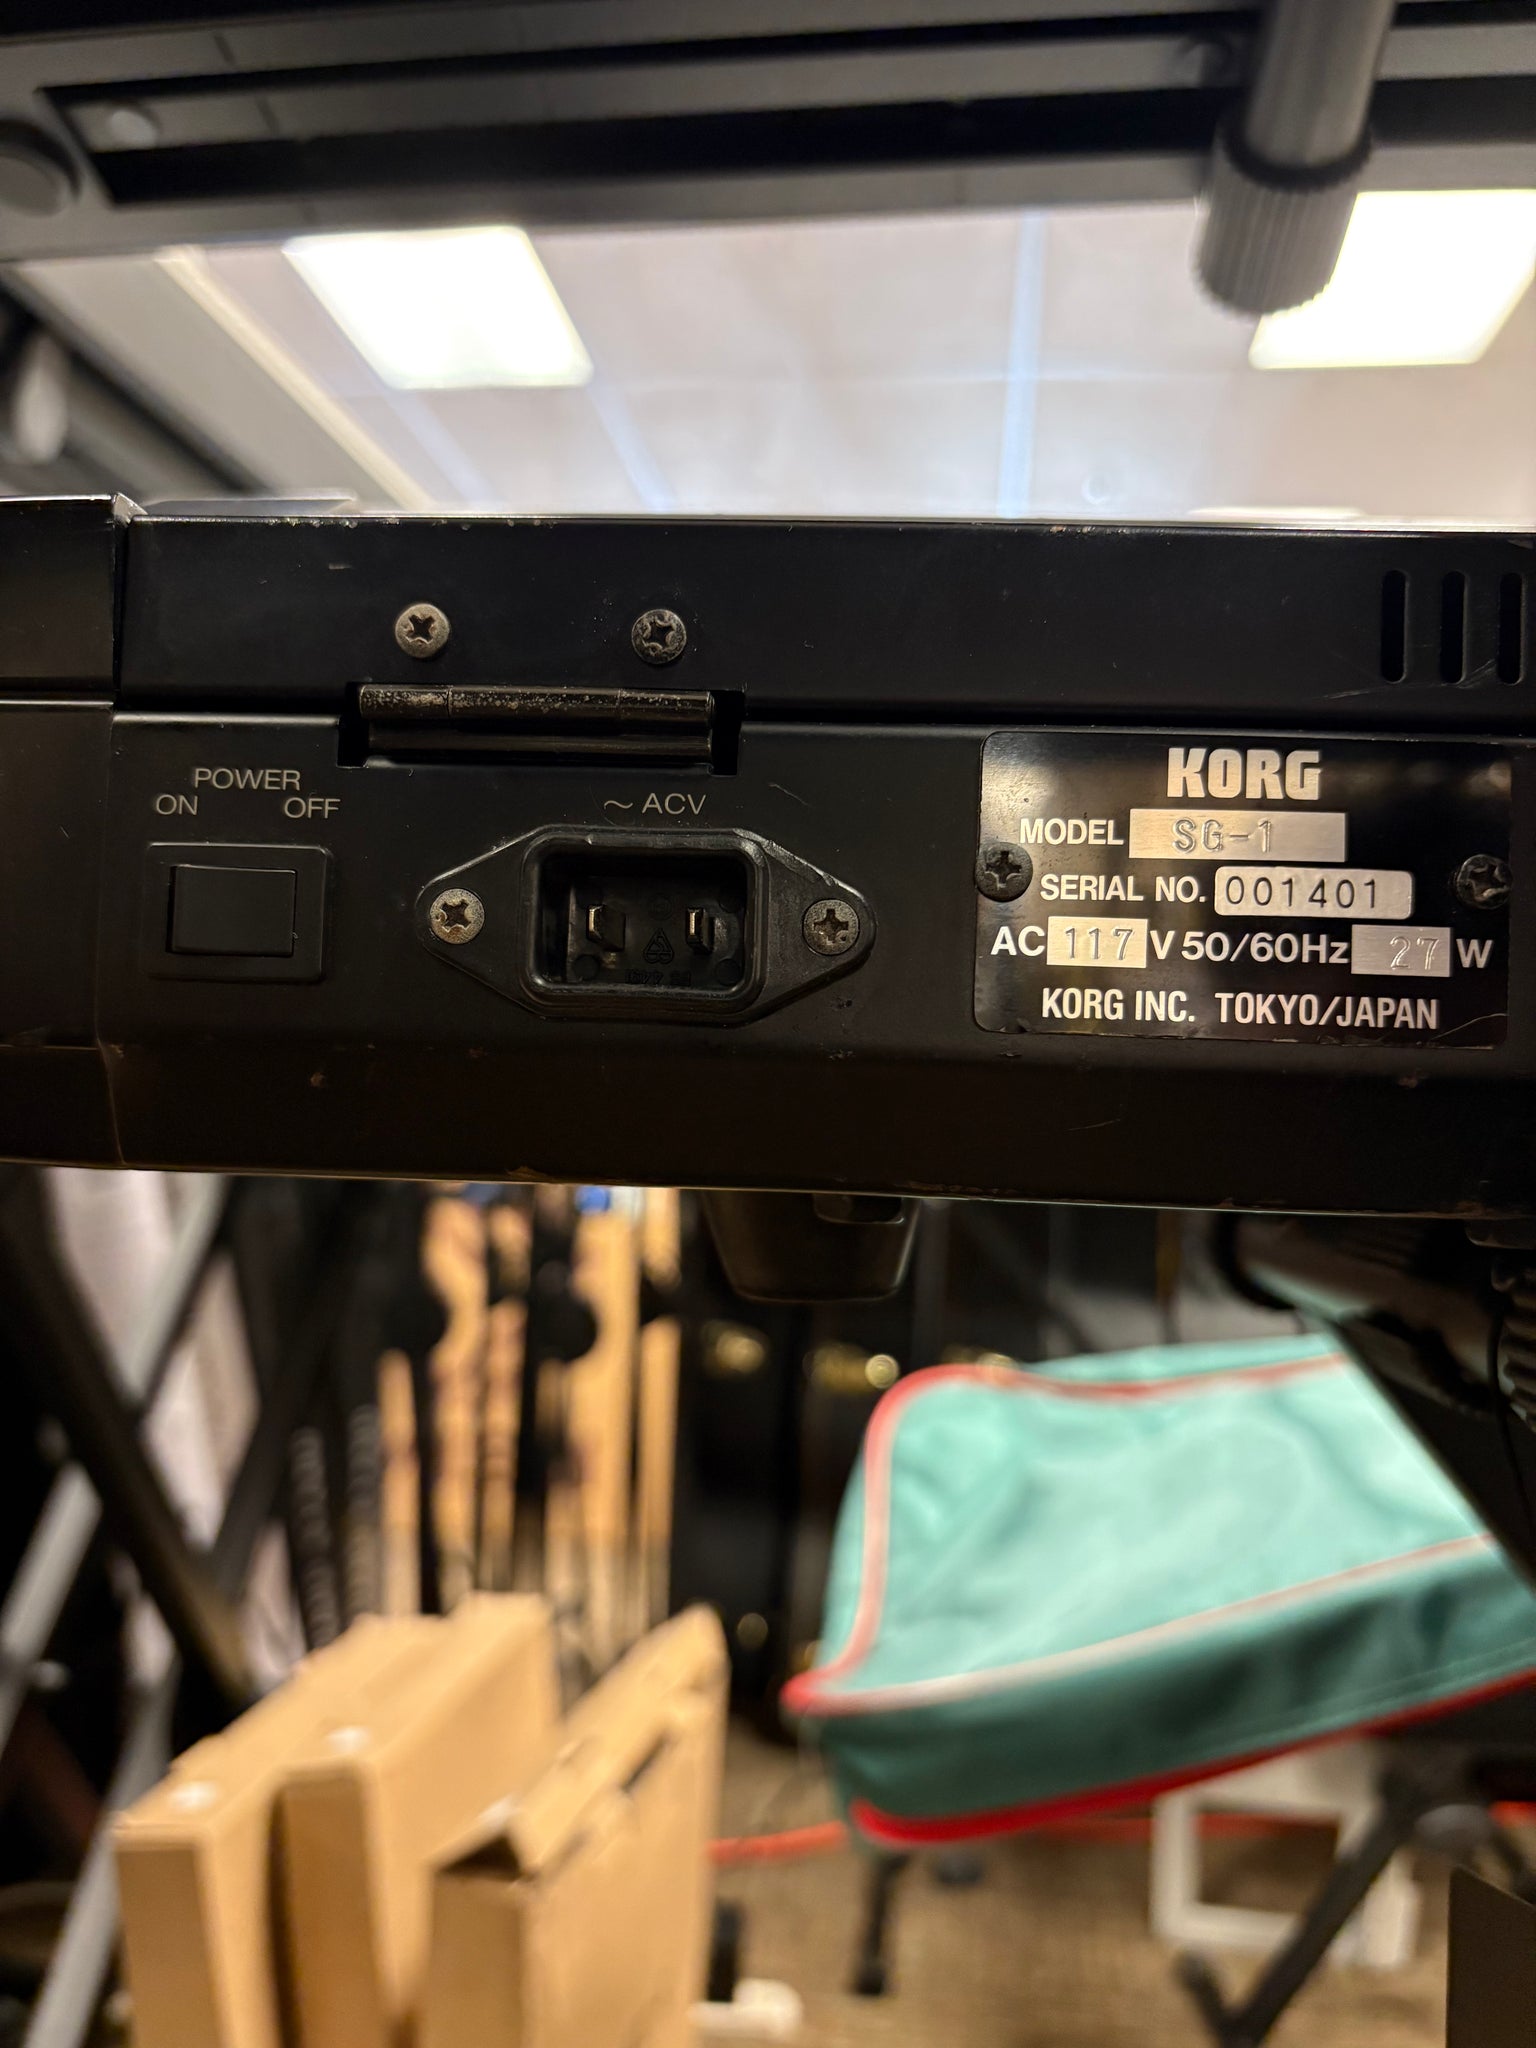 POWER
ON OFF
~ ACV
KORG
MODEL SG-1
SERIAL NO. 001401
AC 117 V 50/60Hz 27 W
KORG INC. TOKYO/JAPAN